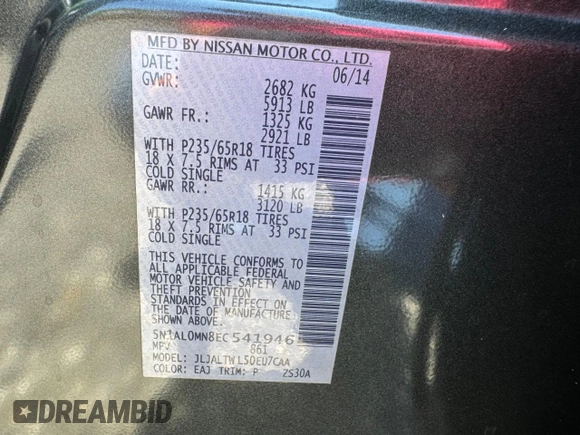 MFD BY NISSAN MOTOR CO., LTD.
DATE: 06/14
GVWR: 2682 KG
5913 LB
GAWR FR.: 1325 KG
2921 LB
WITH P235/65R18 TIRES
18 X 7.5 RIMS AT 33 PSI
COLD SINGLE
GAWR RR.: 1415 KG
3120 LB
WITH P235/65R18 TIRES
18 X 7.5 RIMS AT 33 PSI
COLD SINGLE
THIS VEHICLE CONFORMS TO
ALL APPLICABLE FEDERAL
MOTOR VEHICLE SAFETY AND
THEFT PREVENTION
STANDARDS IN EFFECT ON
THE DATE OF MANUFACTURE
SHOWN ABOVE.
5N1AL0MN8EC541946
MPV 861
MODEL: JLJALTWL50EU7CAA
COLOR: EAJ TRIM: P ZS30A
DREAMBID